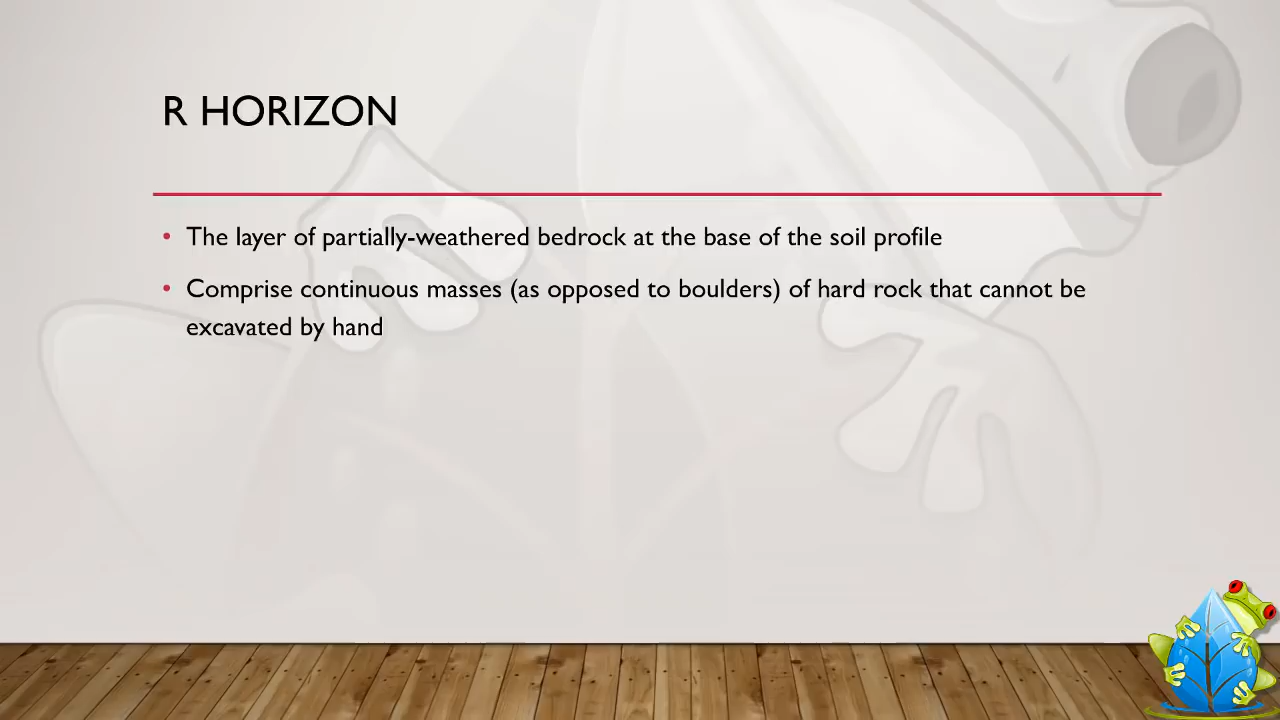 R HORIZON
• The layer of partially-weathered bedrock at the base of the soil profile
• Comprise continuous masses (as opposed to boulders) of hard rock that cannot be
excavated by hand